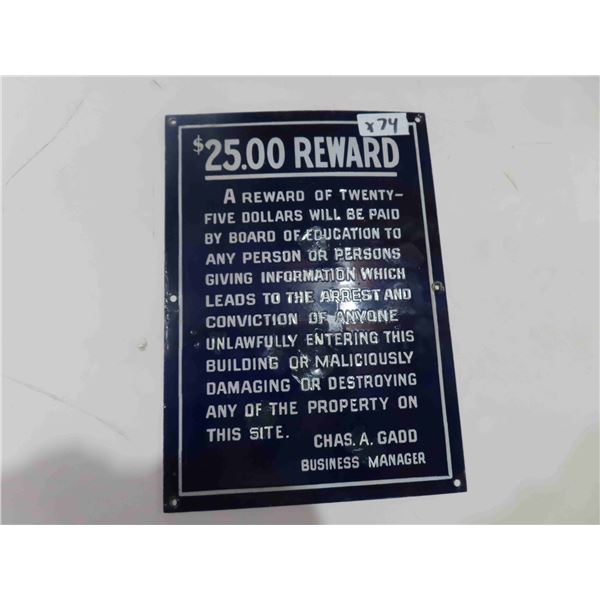 x74
$25.00 REWARD
A REWARD OF TWENTY-
FIVE DOLLARS WILL BE PAID
BY BOARD OF EDUCATION TO
ANY PERSON OR PERSONS
GIVING INFORMATION WHICH
LEADS TO THE ARREST AND
CONVICTION OF ANYONE
UNLAWFULLY ENTERING THIS
BUILDING OR MALICIOUSLY
DAMAGING OR DESTROYING
ANY OF THE PROPERTY ON
THIS SITE.
CHAS. A. GADD
BUSINESS MANAGER